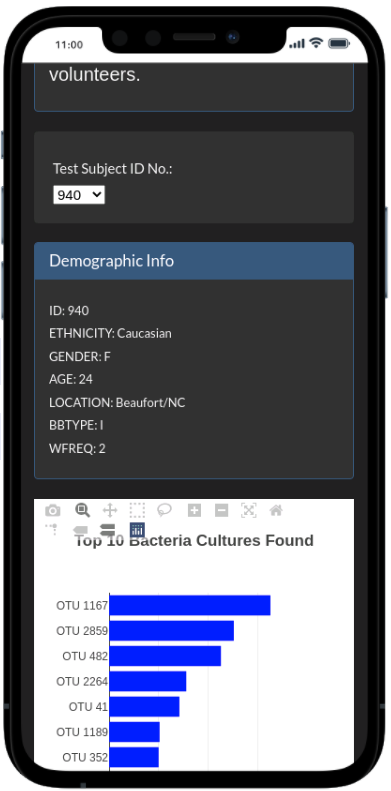 11:00
volunteers.
Test Subject ID No.:
940
Demographic Info
ID: 940
ETHNICITY: Caucasian
GENDER: F
AGE: 24
LOCATION: Beaufort/NC
BBTYPE: I
WFREQ: 2
Top 10 Bacteria Cultures Found
OTU 1167
OTU 2859
OTU 482
OTU 2264
OTU 41
OTU 1189
OTU 352